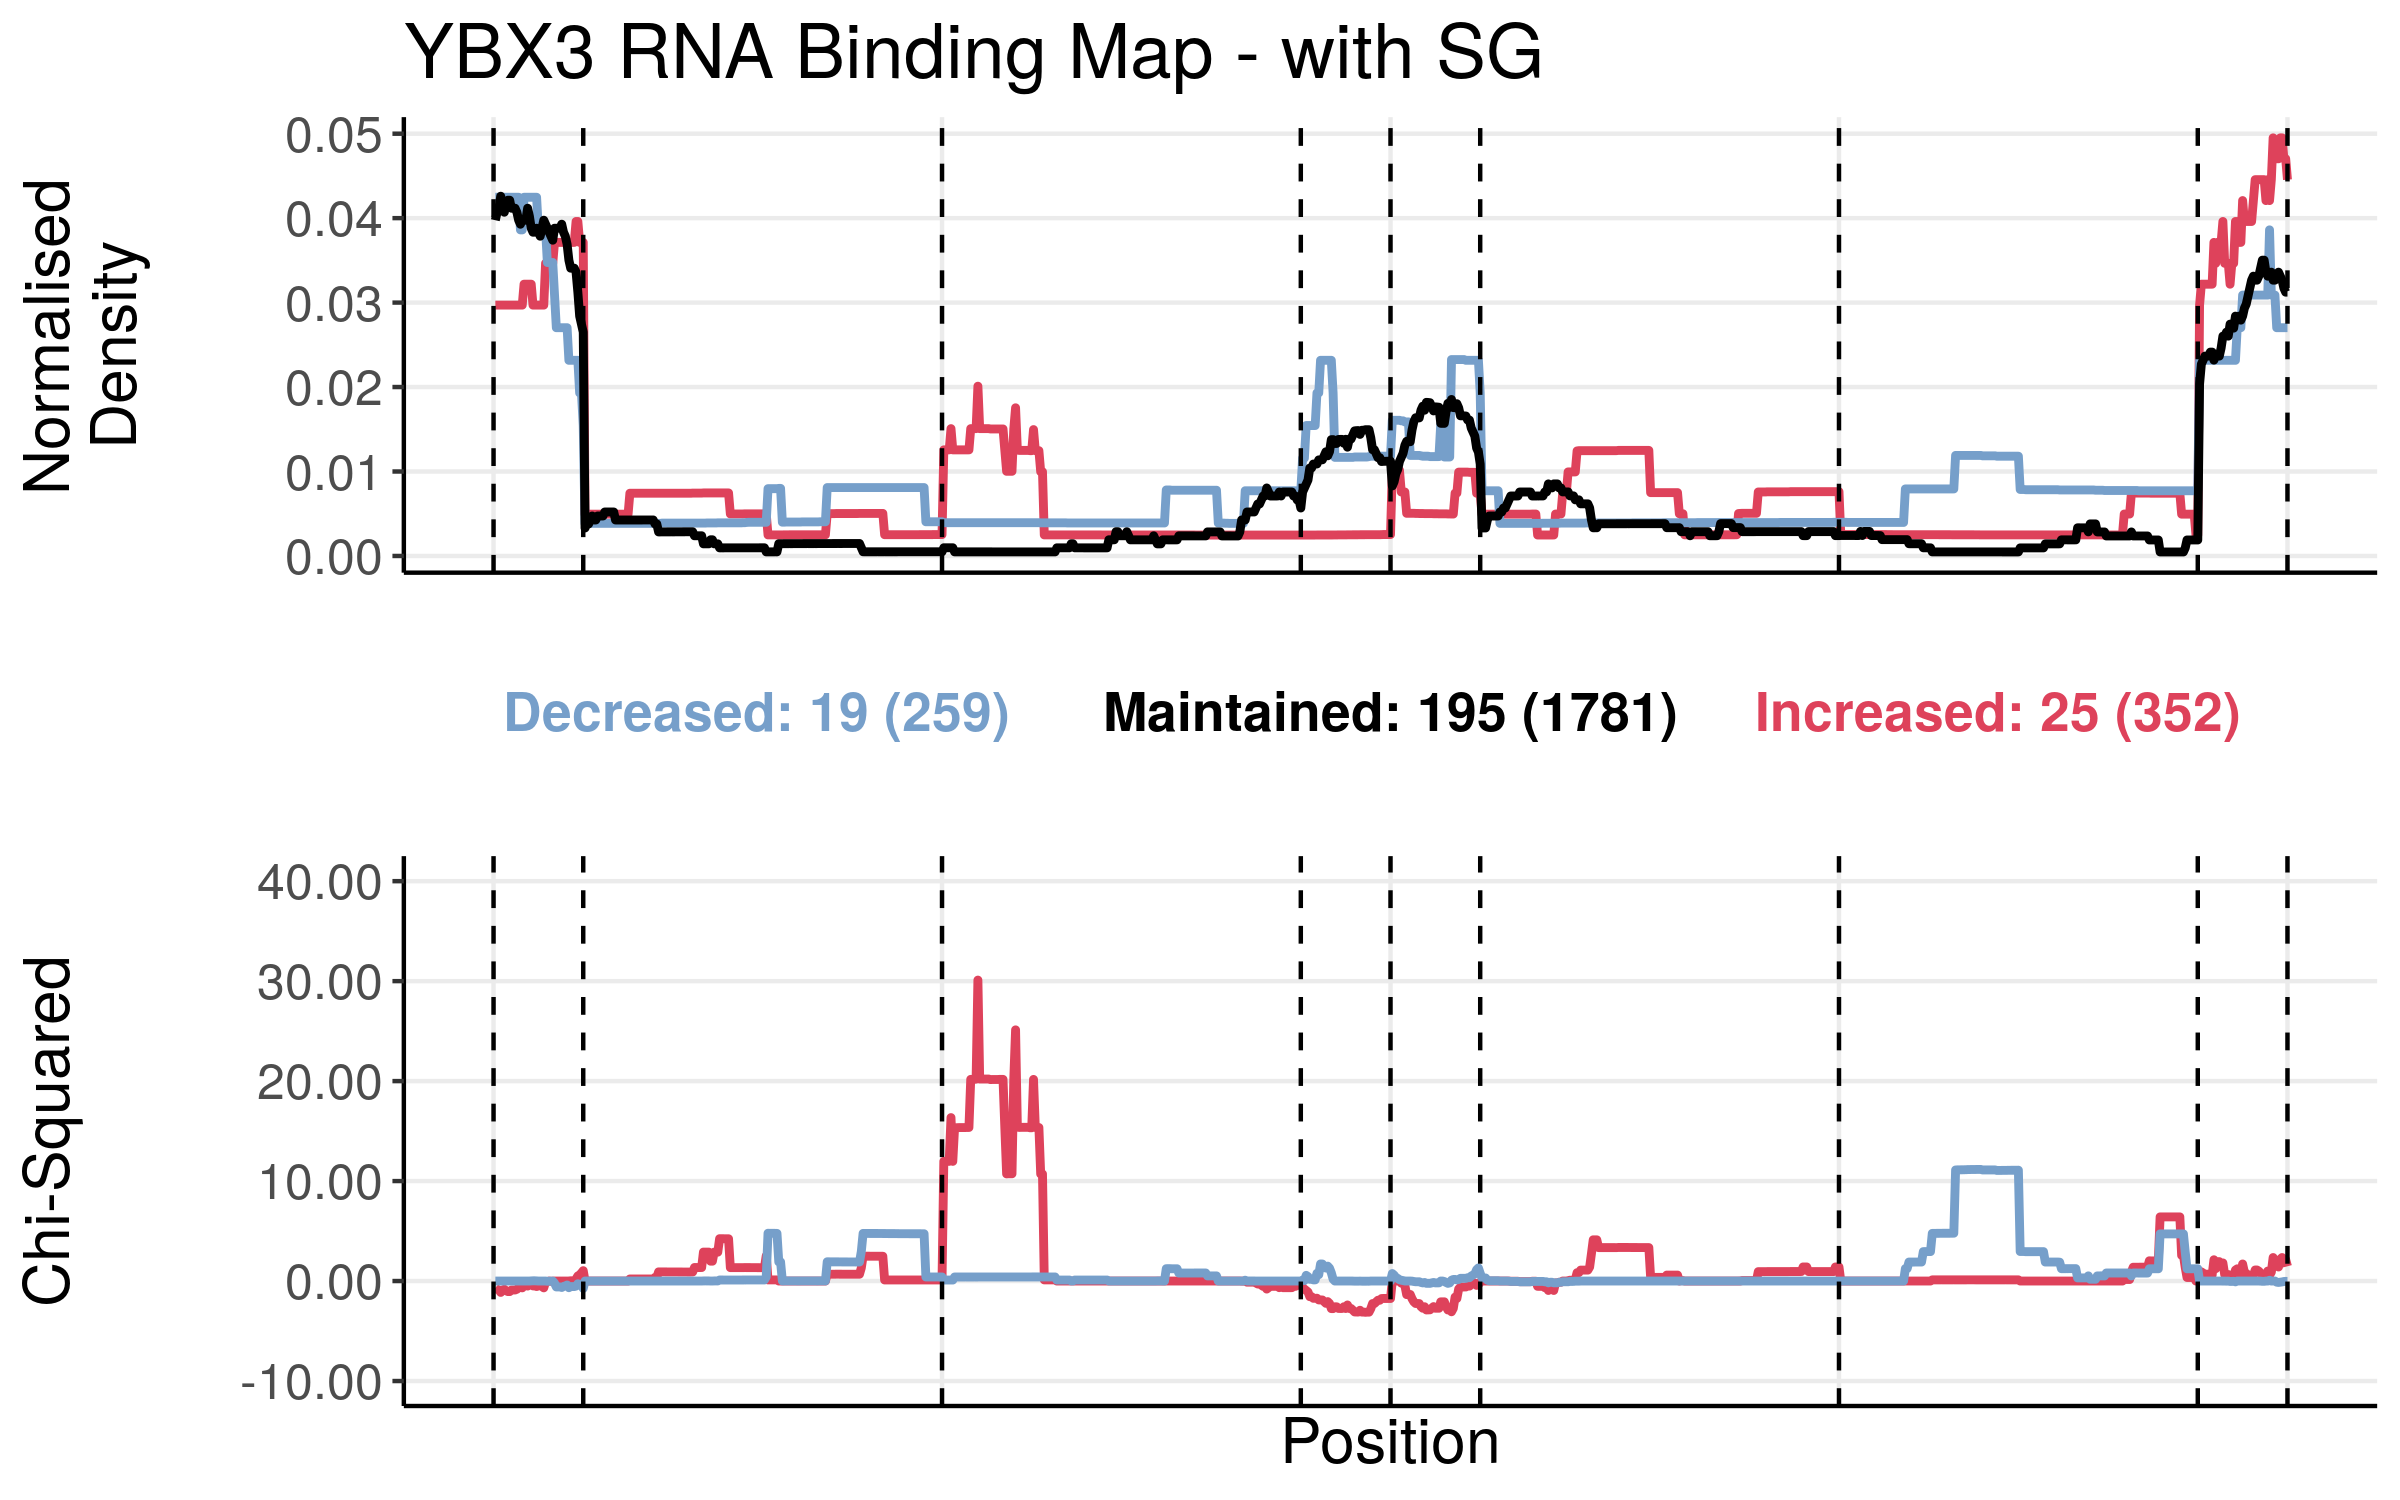 YBX3 RNA Binding Map - with SG
Normalised
Density
0.05
0.04
0.03
0.02
0.01
0.00
Decreased: 19 (259)
Maintained: 195 (1781)
Increased: 25 (352)
Chi-Squared
40.00
30.00
20.00
10.00
0.00
-10.00
Position